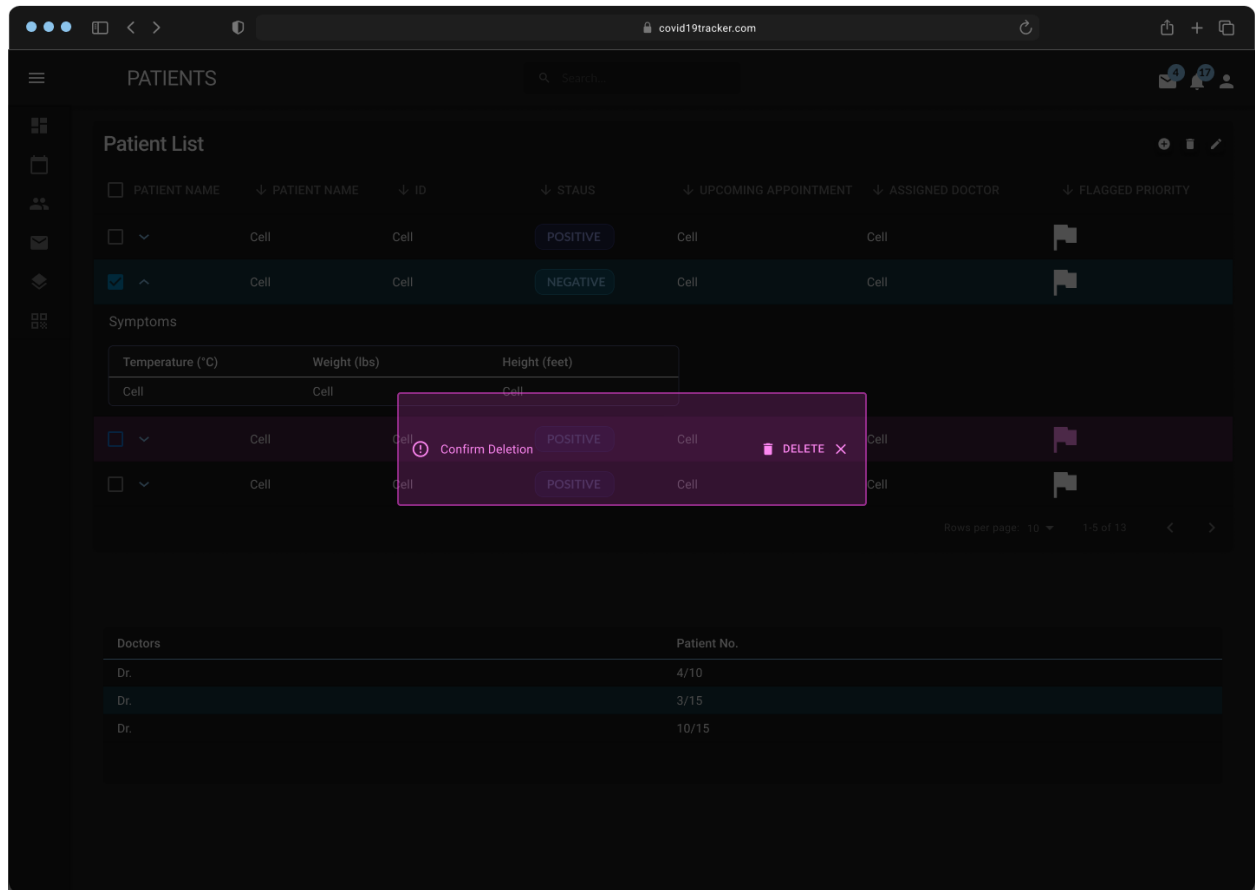 covid19tracker.com
PATIENTS Search... 4 17
Patient List
PATIENT NAME PATIENT NAME ID STAUS UPCOMING APPOINTMENT ASSIGNED DOCTOR FLAGGED PRIORITY
Cell Cell POSITIVE Cell Cell
Cell Cell NEGATIVE Cell Cell
Symptoms
Temperature (°C) Weight (lbs) Height (feet)
Cell Cell Cell
Cell Cell POSITIVE Cell Cell
Confirm Deletion DELETE
Cell Cell POSITIVE Cell Cell
Rows per page 10 1-5 of 13
Doctors Patient No.
Dr. 4/10
Dr. 3/15
Dr. 10/15